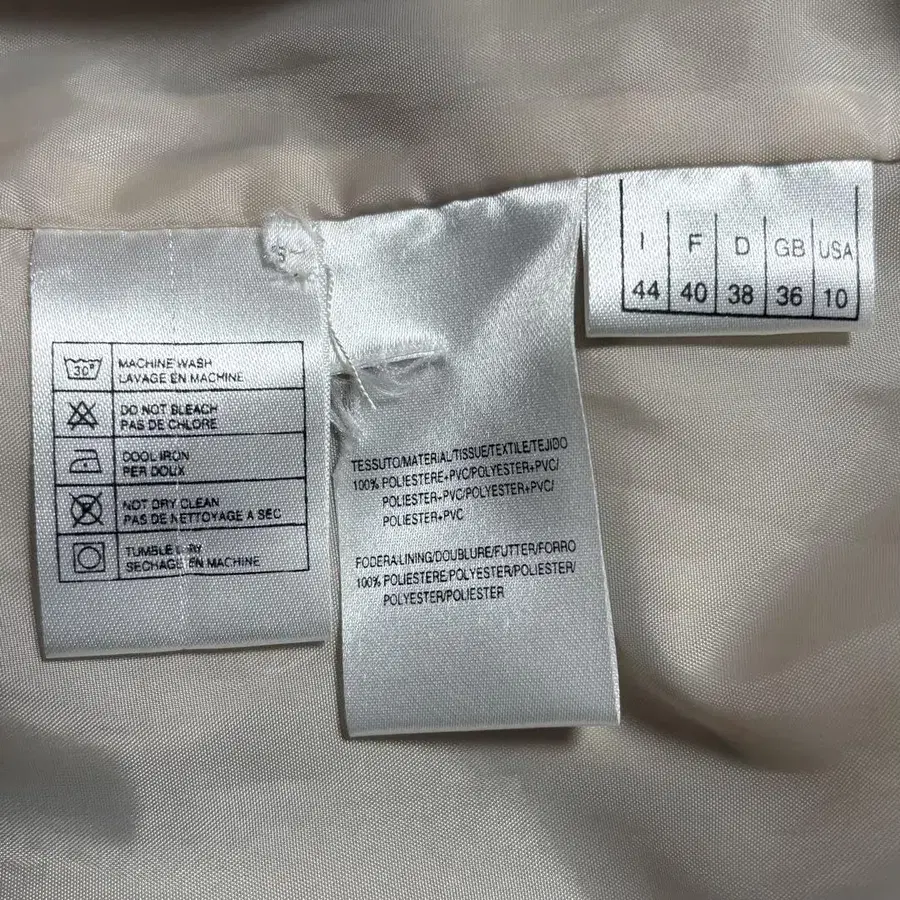 30°
MACHINE WASH
LAVAGE EN MACHINE
DO NOT BLEACH
PAS DE CHLORE
COOL IRON
PER DOUX
NOT DRY CLEAN
PAS DE NETTOYAGE A SEC
TUMBLE DRY
SECHAGE EN MACHINE
TESSUTO/MATERIAL/TISSUE/TEXTILE/TEJIDO
100% POLIESTERE+PVC/POLYESTER+PVC/
POLIESTER+PVC/POLYESTER+PVC/
POLIESTER+PVC
FODERA/LINING/DOUBLURE/FUTTER/FORRO
100% POLIESTERE/POLYESTER/POLIESTER/
POLYESTER/POLIESTER
I F D GB USA
44 40 38 36 10